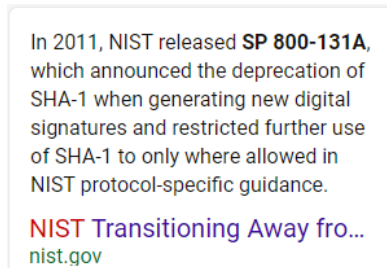 In 2011, NIST released SP 800-131A,
which announced the deprecation of
SHA-1 when generating new digital
signatures and restricted further use
of SHA-1 to only where allowed in
NIST protocol-specific guidance.
NIST Transitioning Away fro...
nist.gov